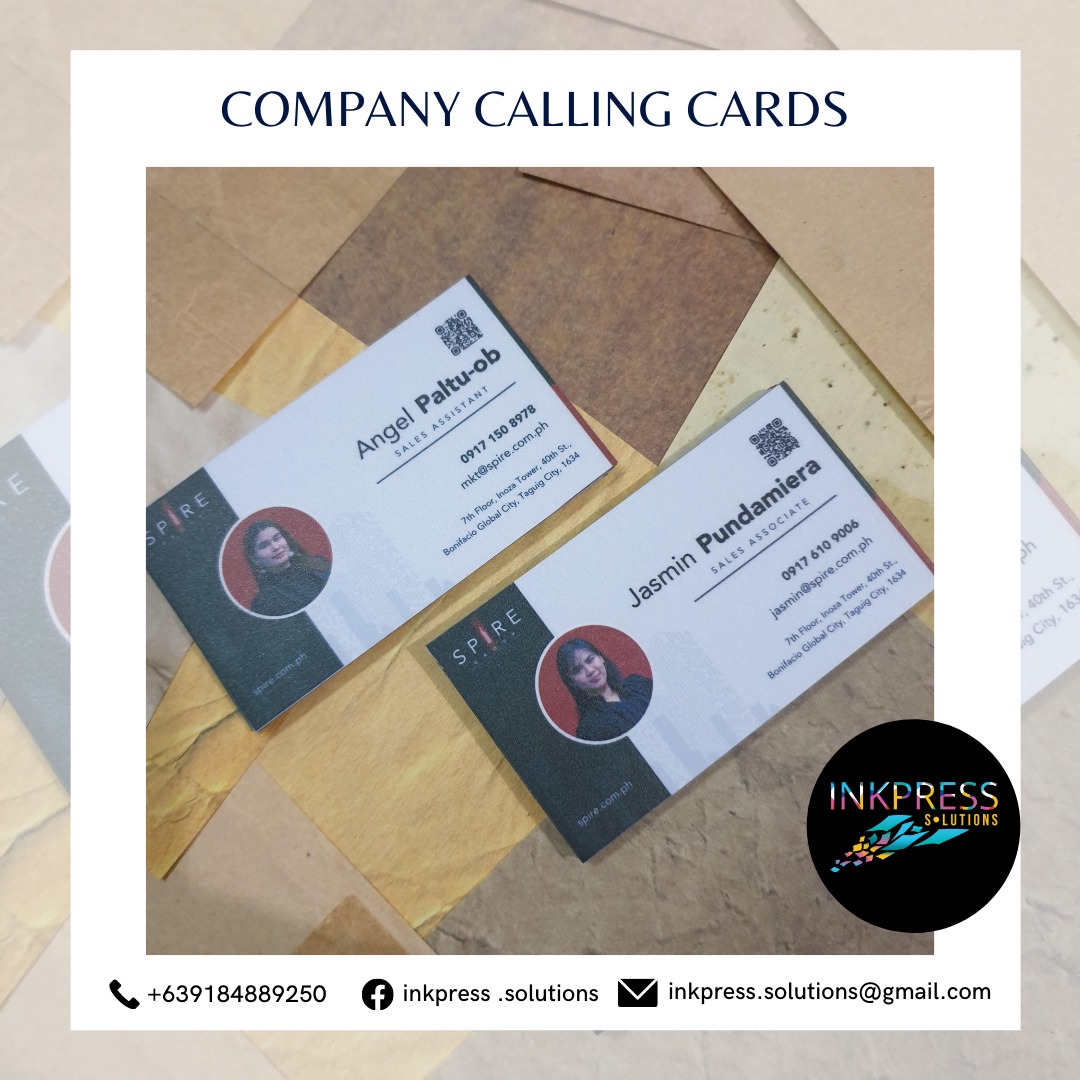 COMPANY CALLING CARDS
Angel Paltu-ob
SALES ASSISTANT
0917 150 8978
mkt@spire.com.ph
7th Floor, Inoza Tower, 40th St.,
Bonifacio Global City, Taguig City, 1634
SPIRE
spire.com.ph
Jasmin Pundamiera
SALES ASSOCIATE
0917 610 9006
jasmin@spire.com.ph
7th Floor, Inoza Tower, 40th St.,
Bonifacio Global City, Taguig City, 1634
SPIRE
spire.com.ph
INKPRESS
S•LUTIONS
+639184889250
inkpress .solutions
inkpress.solutions@gmail.com